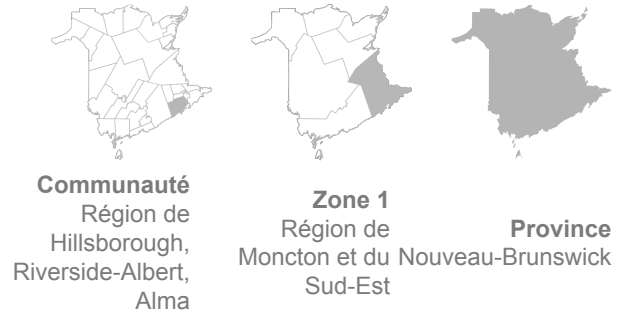 Communauté
Région de
Hillsborough,
Riverside-Albert,
Alma
Zone 1
Région de
Moncton et du
Sud-Est
Province
Nouveau-Brunswick